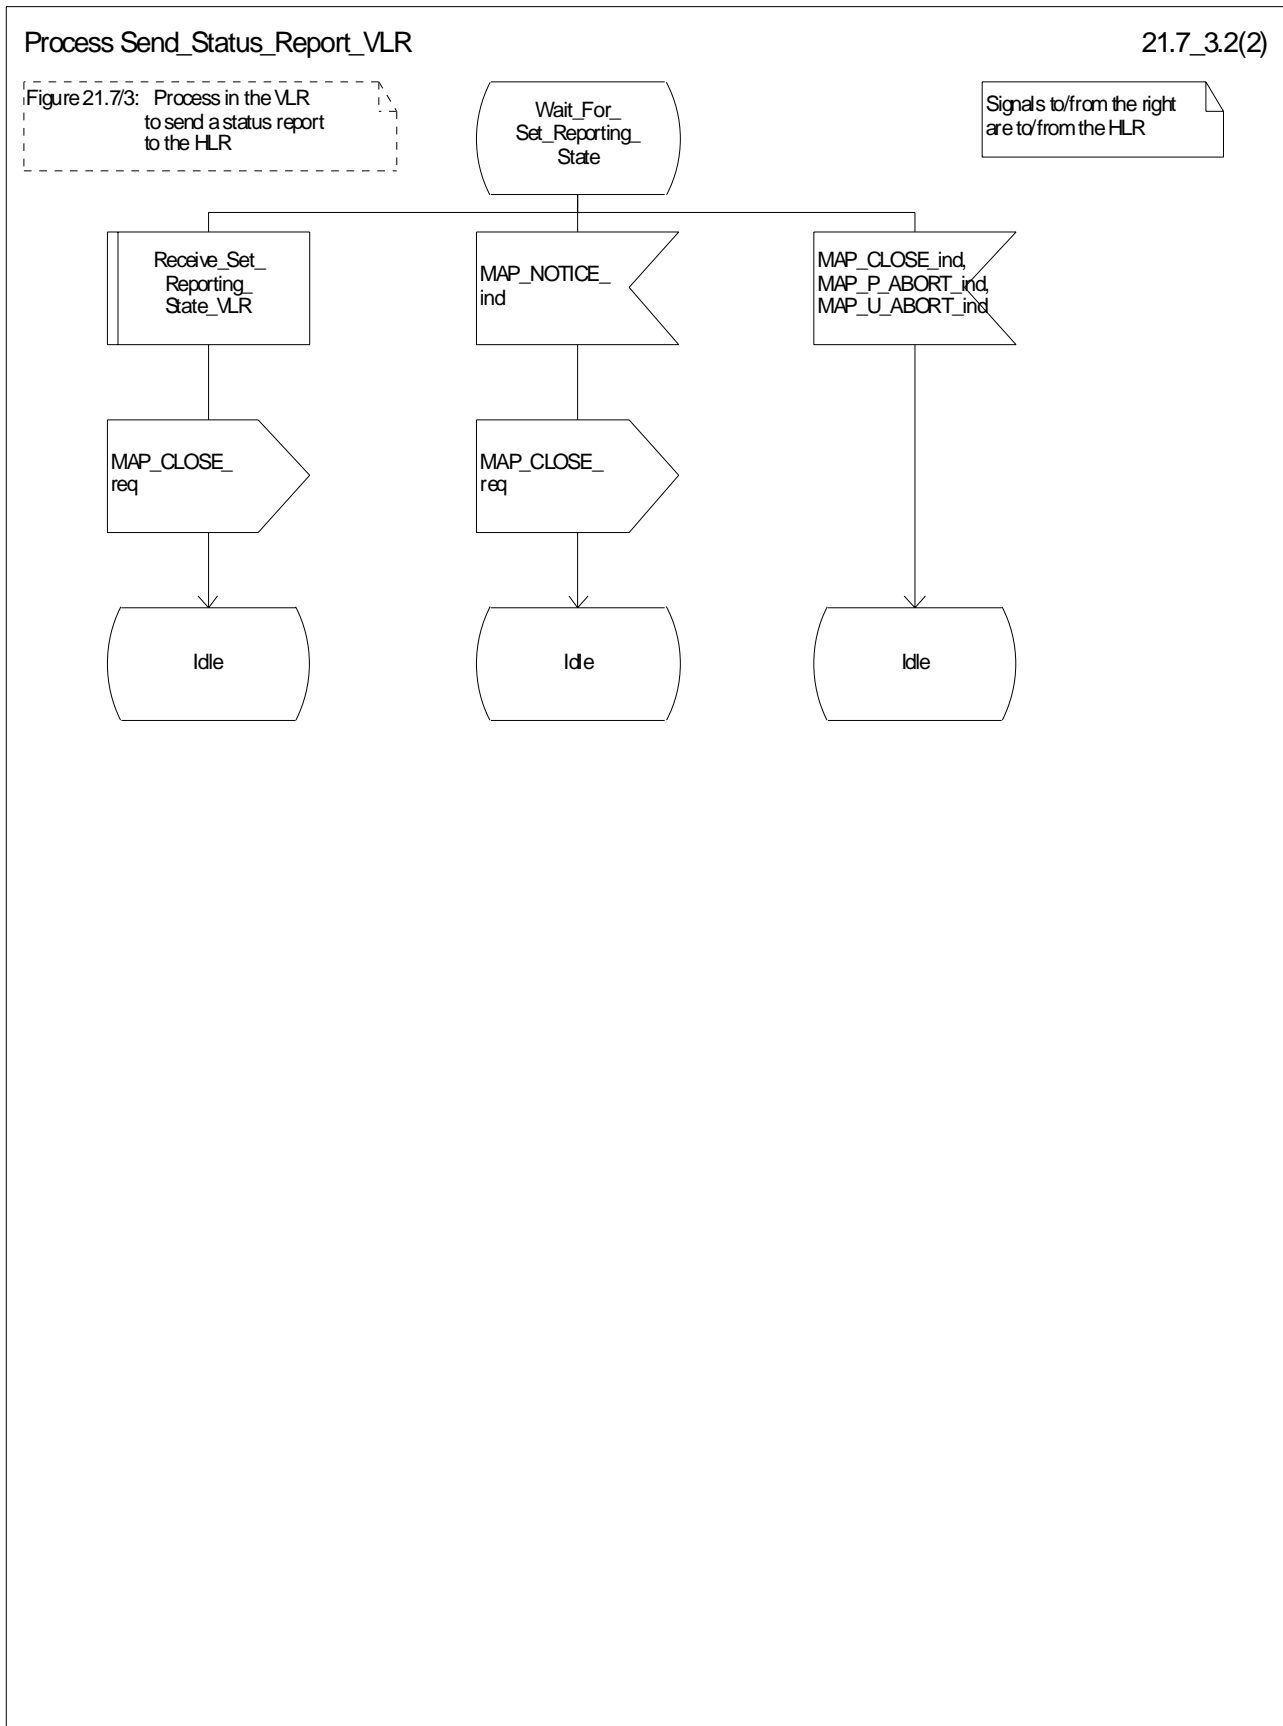 Process Send_Status_Report_VLR
21.7_3.2(2)
Figure 21.7/3: Process in the VLR
to send a status report
to the HLR
Wait_For_
Set_Reporting_
State
Signals to/from the right
are to/from the HLR
Receive_Set_
Reporting_
State_VLR
MAP_NOTICE_
ind
MAP_CLOSE_ind,
MAP_P_ABORT_ind,
MAP_U_ABORT_ind
MAP_CLOSE_
req
MAP_CLOSE_
req
Idle
Idle
Idle